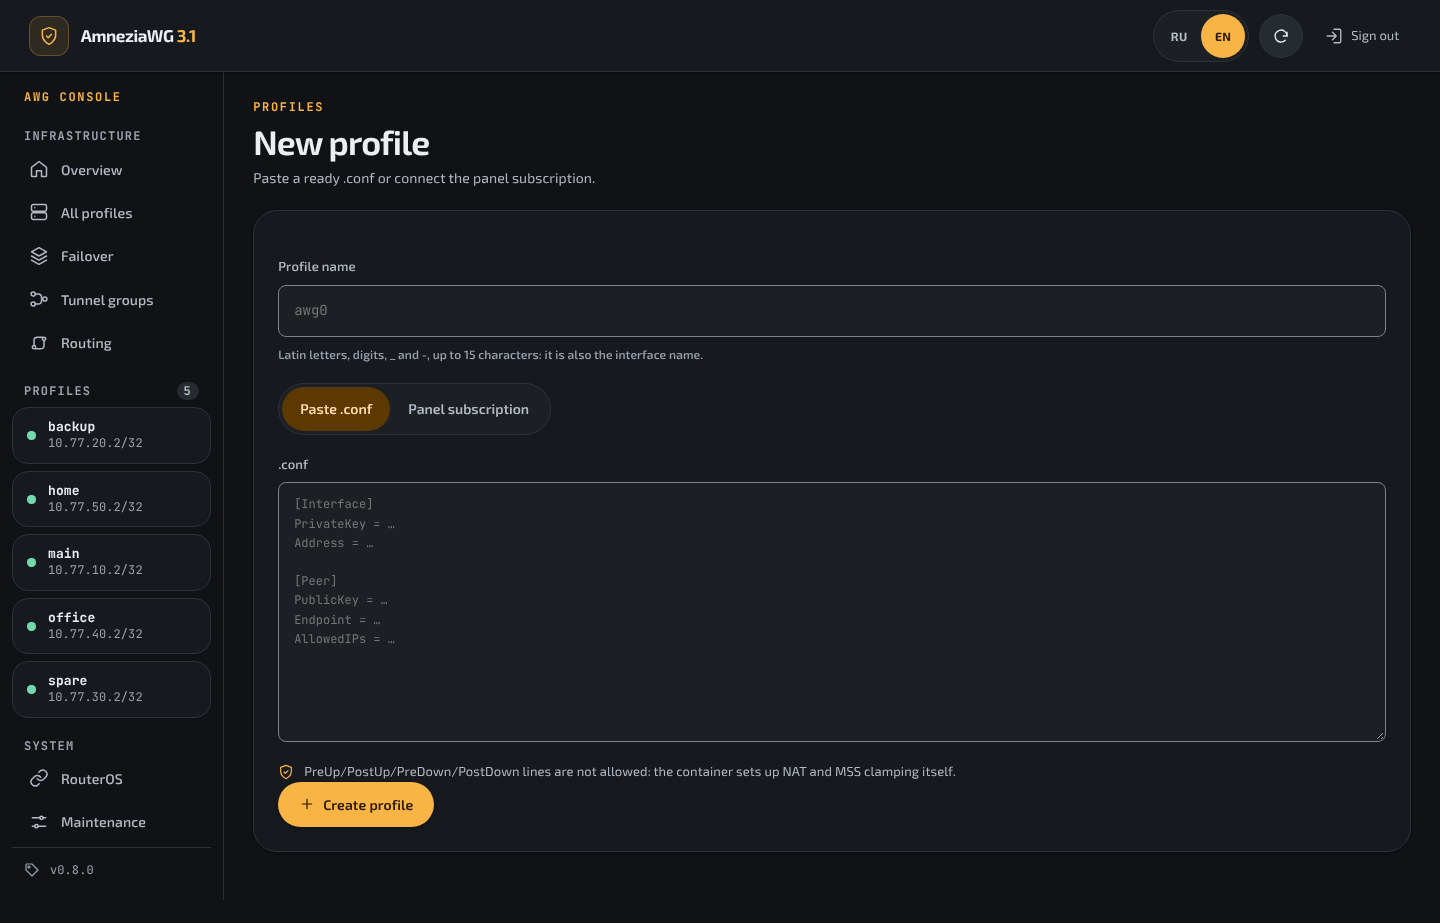 AmneziaWG 3.1
RU
EN
Sign out
AWG CONSOLE
INFRASTRUCTURE
Overview
All profiles
Failover
Tunnel groups
Routing
PROFILES 5
backup
10.77.20.2/32
home
10.77.50.2/32
main
10.77.10.2/32
office
10.77.40.2/32
spare
10.77.30.2/32
SYSTEM
RouterOS
Maintenance
v0.8.0
PROFILES
New profile
Paste a ready .conf or connect the panel subscription.
Profile name
awg0
Latin letters, digits, _ and -, up to 15 characters: it is also the interface name.
Paste .conf
Panel subscription
.conf
[Interface]
PrivateKey = …
Address = …
[Peer]
PublicKey = …
Endpoint = …
AllowedIPs = …
PreUp/PostUp/PreDown/PostDown lines are not allowed: the container sets up NAT and MSS clamping itself.
+ Create profile